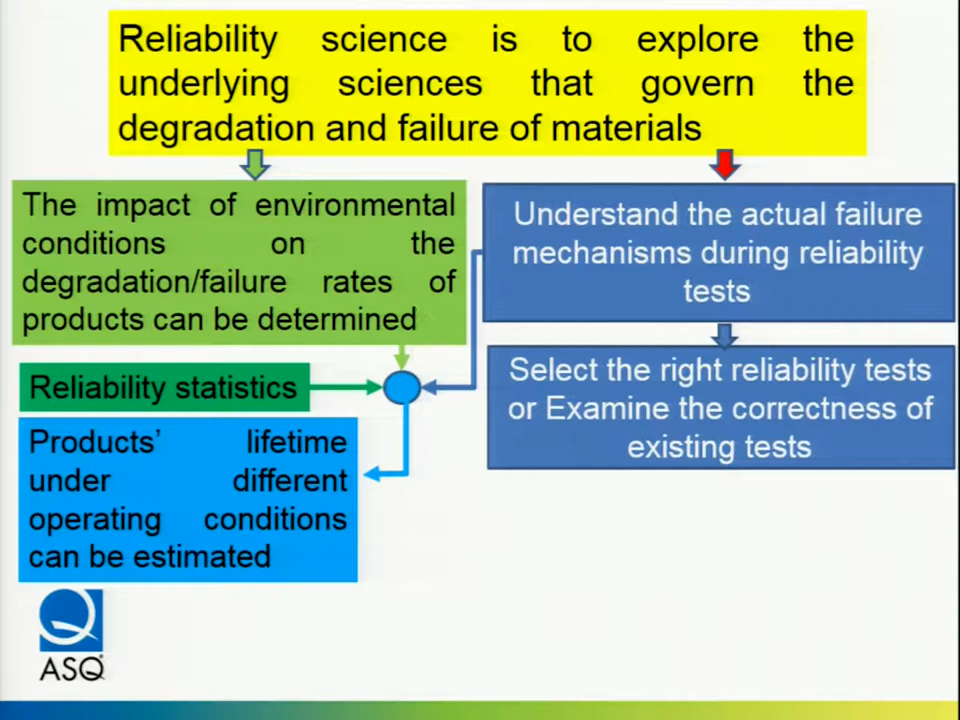 Reliability science is to explore the
underlying sciences that govern the
degradation and failure of materials
The impact of environmental
conditions on the
degradation/failure rates of
products can be determined
Understand the actual failure
mechanisms during reliability
tests
Select the right reliability tests
or Examine the correctness of
existing tests
Reliability statistics
Products’ lifetime
under different
operating conditions
can be estimated
ASQ